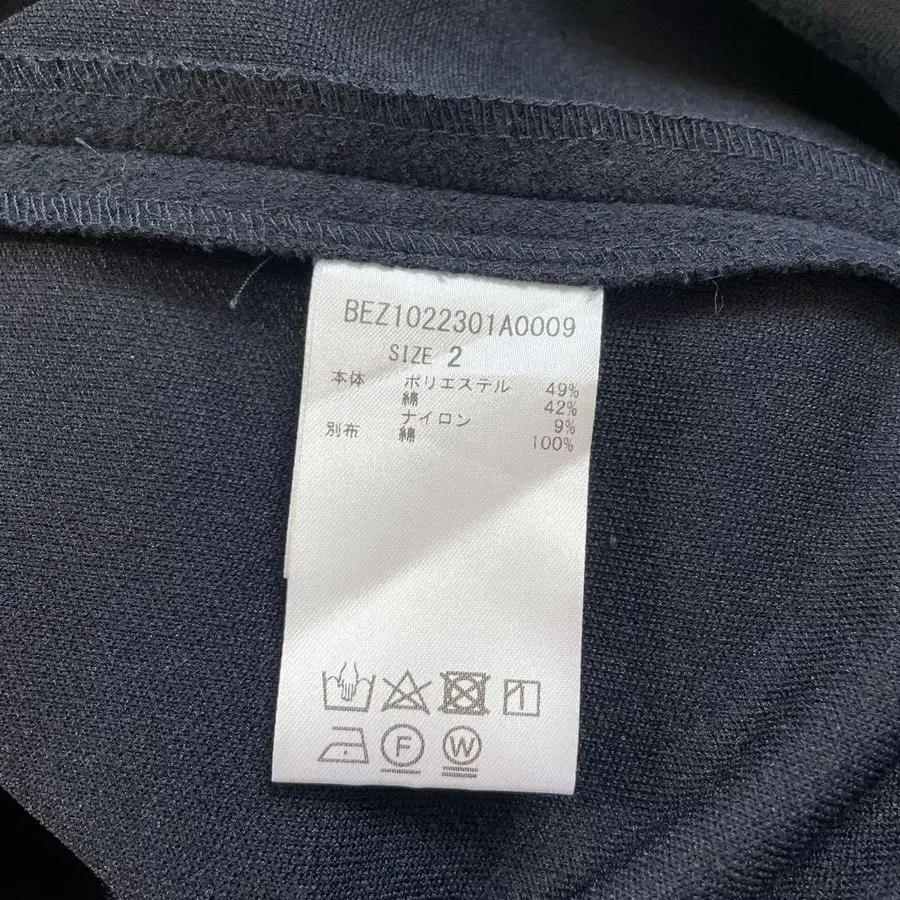 BEZ1022301A0009
SIZE 2
本体 ポリエステル 49%
綿 42%
ナイロン 9%
別布 綿 100%
F W